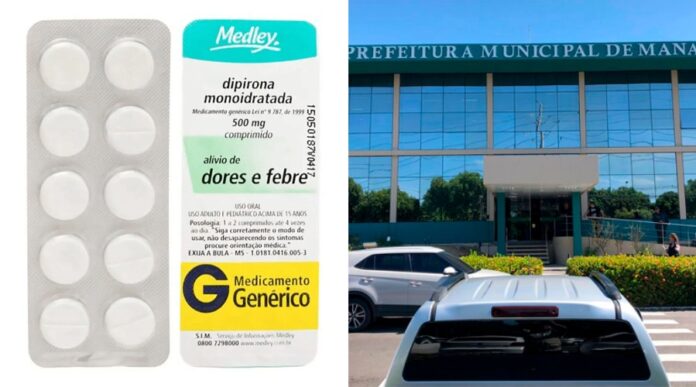 Medley.
dipirona
monoidratada
Medicamento genérico Lei nº 9.787, de 1999
500 mg
comprimido
1505018?V0417
alívio de
dores e febre
USO ORAL
USO ADULTO E PEDIÁTRICO ACIMA DE 15 ANOS
Posologia: 1 a 2 comprimidos até 4 vezes
ao dia. "Siga corretamente o modo de
usar, não desaparecendo os sintomas
procure orientação médica."
EXIJA A BULA - MS - 1.0181.0416.005-3
G Medicamento
Genérico
S.I.M. Serviço de Informações Medley
0800 7298000 www.medley.com.br
PREFEITURA MUNICIPAL DE MANA